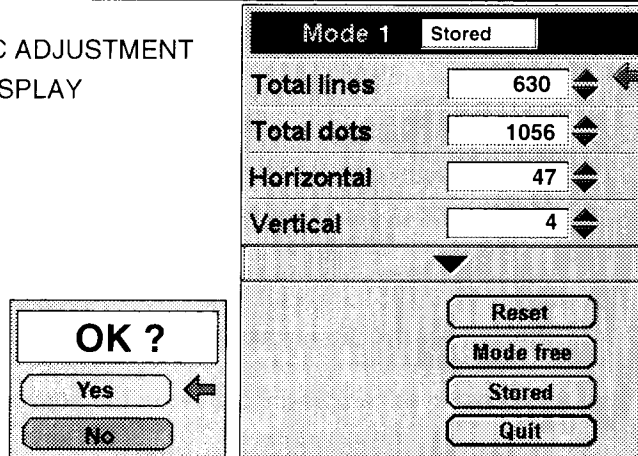 C ADJUSTMENT
SPLAY
Mode 1 Stored
Total lines 630
Total dots 1056
Horizontal 47
Vertical 4
Reset
Mode free
Stored
Quit
OK ?
Yes
No